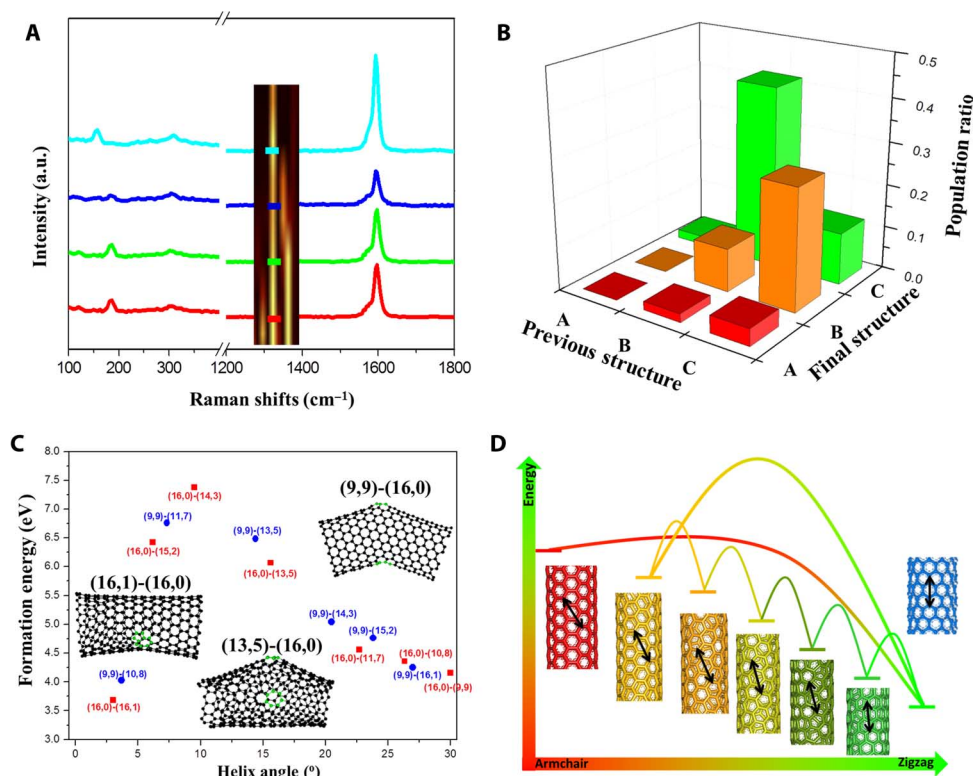 A
Intensity (a.u.)
100 200 300 1200 1400 1600 1800
Raman shifts (cm⁻¹)
B
0.5
0.4
0.3
0.2
0.1
0.0
Population ratio
A
B
C
Previous structure
A
B
C
Final structure
C
8.0
7.5
7.0
6.5
6.0
5.5
5.0
4.5
4.0
3.5
3.0
Formation energy (eV)
(16,0)-(14,3)
(9,9)-(11,7)
(16,0)-(15,2)
(9,9)-(13,5)
(16,0)-(13,5)
(9,9)-(16,0)
(16,1)-(16,0)
(9,9)-(14,3)
(9,9)-(15,2)
(16,0)-(11,7)
(16,0)-(10,8)
(9,9)-(16,1)
(16,0)-(9,9)
(13,5)-(16,0)
(9,9)-(10,8)
(16,0)-(16,1)
0 5 10 15 20 25 30
Helix angle (º)
D
Energy
Armchair
Zigzag